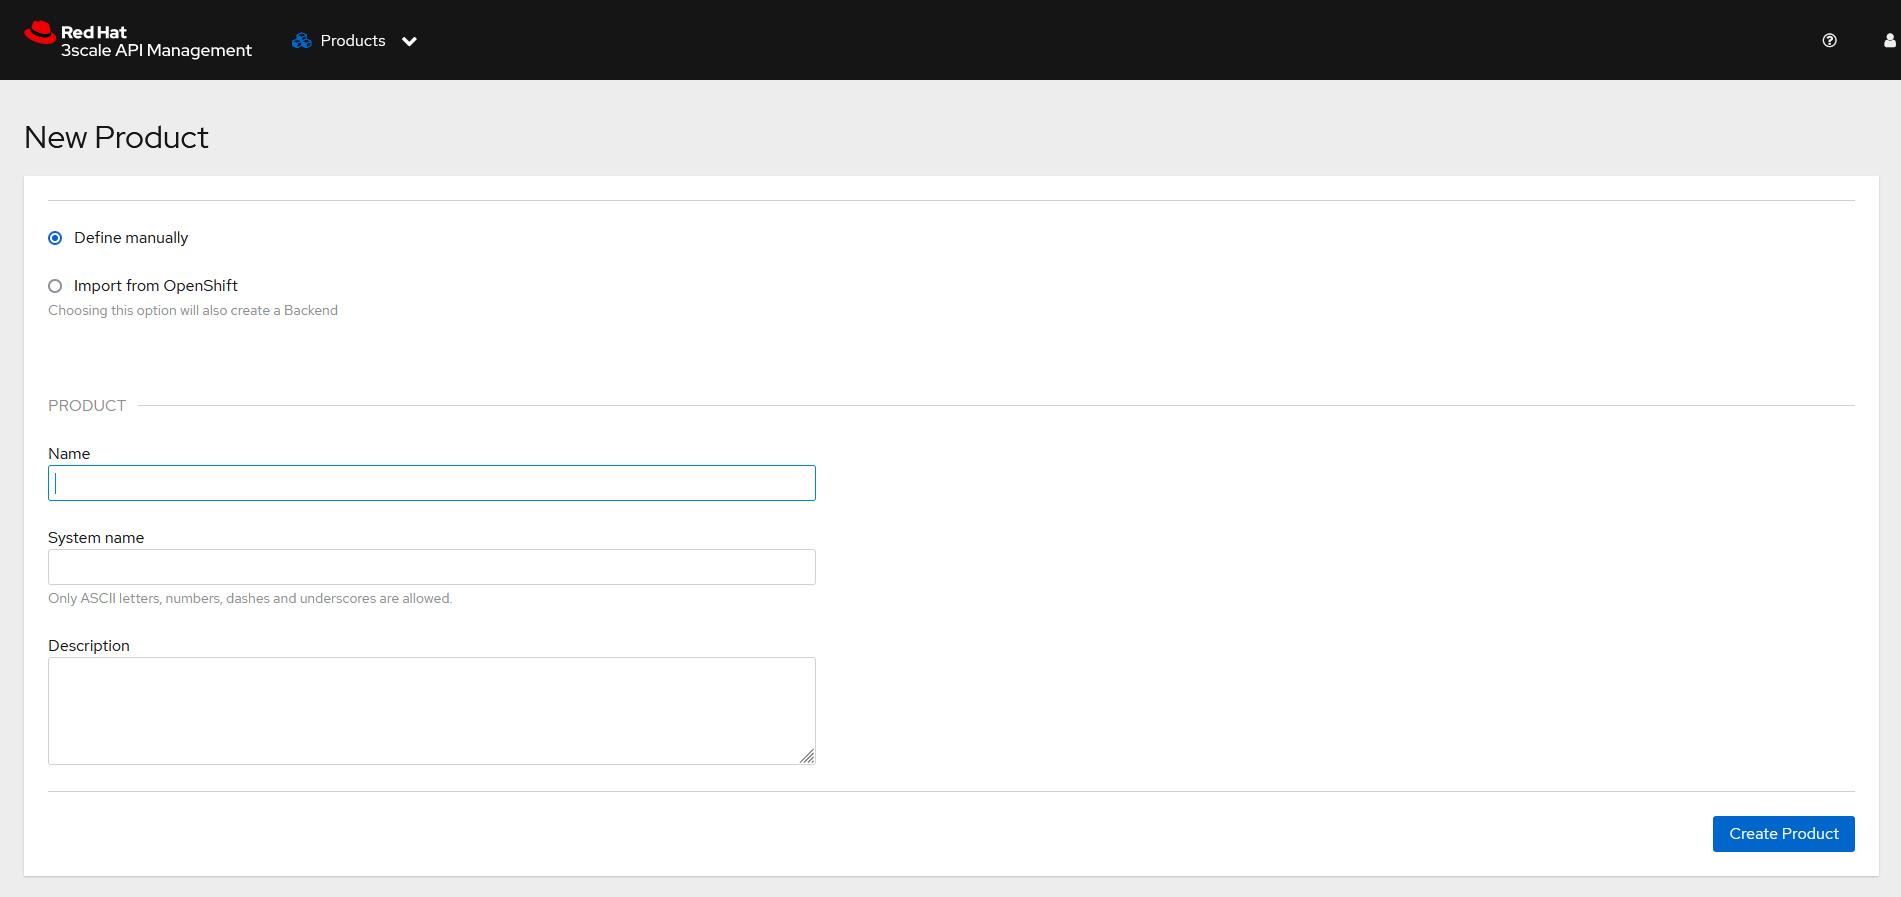 Red Hat
3scale API Management
Products
New Product
Define manually
Import from OpenShift
Choosing this option will also create a Backend
PRODUCT
Name
System name
Only ASCII letters, numbers, dashes and underscores are allowed.
Description
Create Product